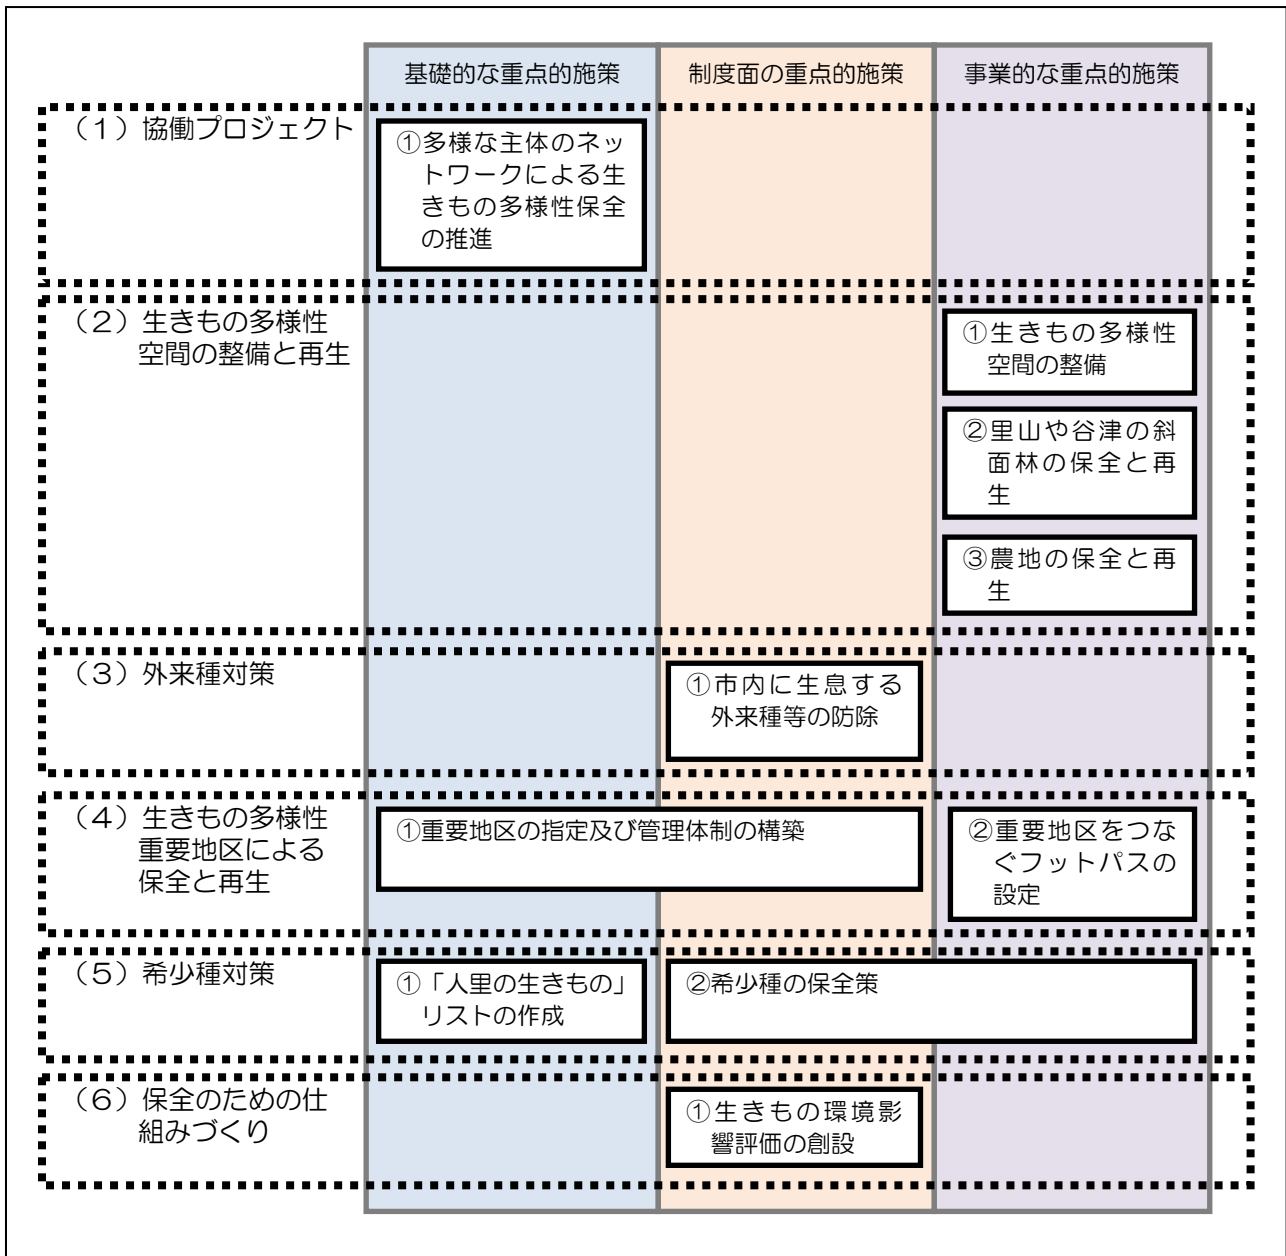 基礎的な重点的施策
制度面の重点的施策
事業的な重点的施策
（１）協働プロジェクト
①多様な主体のネッ
トワークによる生
きもの多様性保全
の推進
（２）生きもの多様性
空間の整備と再生
①生きもの多様性
空間の整備
②里山や谷津の斜
面林の保全と再
生
③農地の保全と再
生
（３）外来種対策
①市内に生息する
外来種等の防除
（４）生きもの多様性
重要地区による
保全と再生
①重要地区の指定及び管理体制の構築
②重要地区をつな
ぐフットパスの
設定
（５）希少種対策
①「人里の生きもの」
リストの作成
②希少種の保全策
（６）保全のための仕
組みづくり
①生きもの環境影
響評価の創設